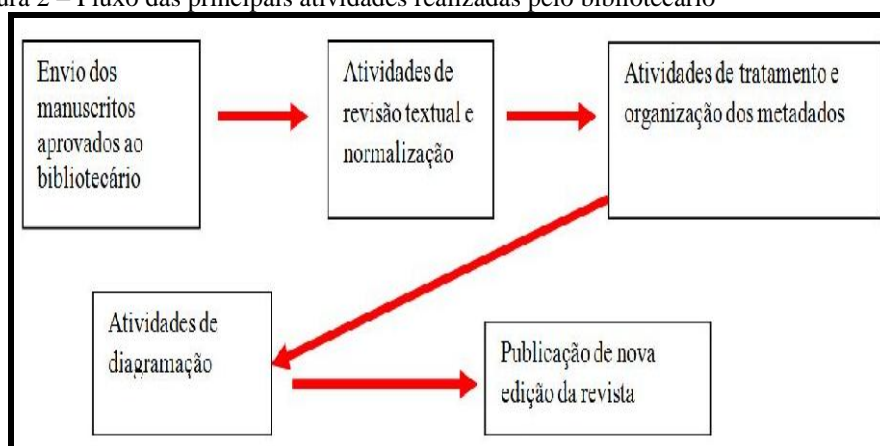 ura 2 – Fluxo das principais atividades realizadas pelo bibliotecário
Envio dos
manuscritos
aprovados ao
bibliotecário
Atividades de
revisão textual e
normalização
Atividades de tratamento e
organização dos metadados
Atividades de
diagramação
Publicação de nova
edição da revista